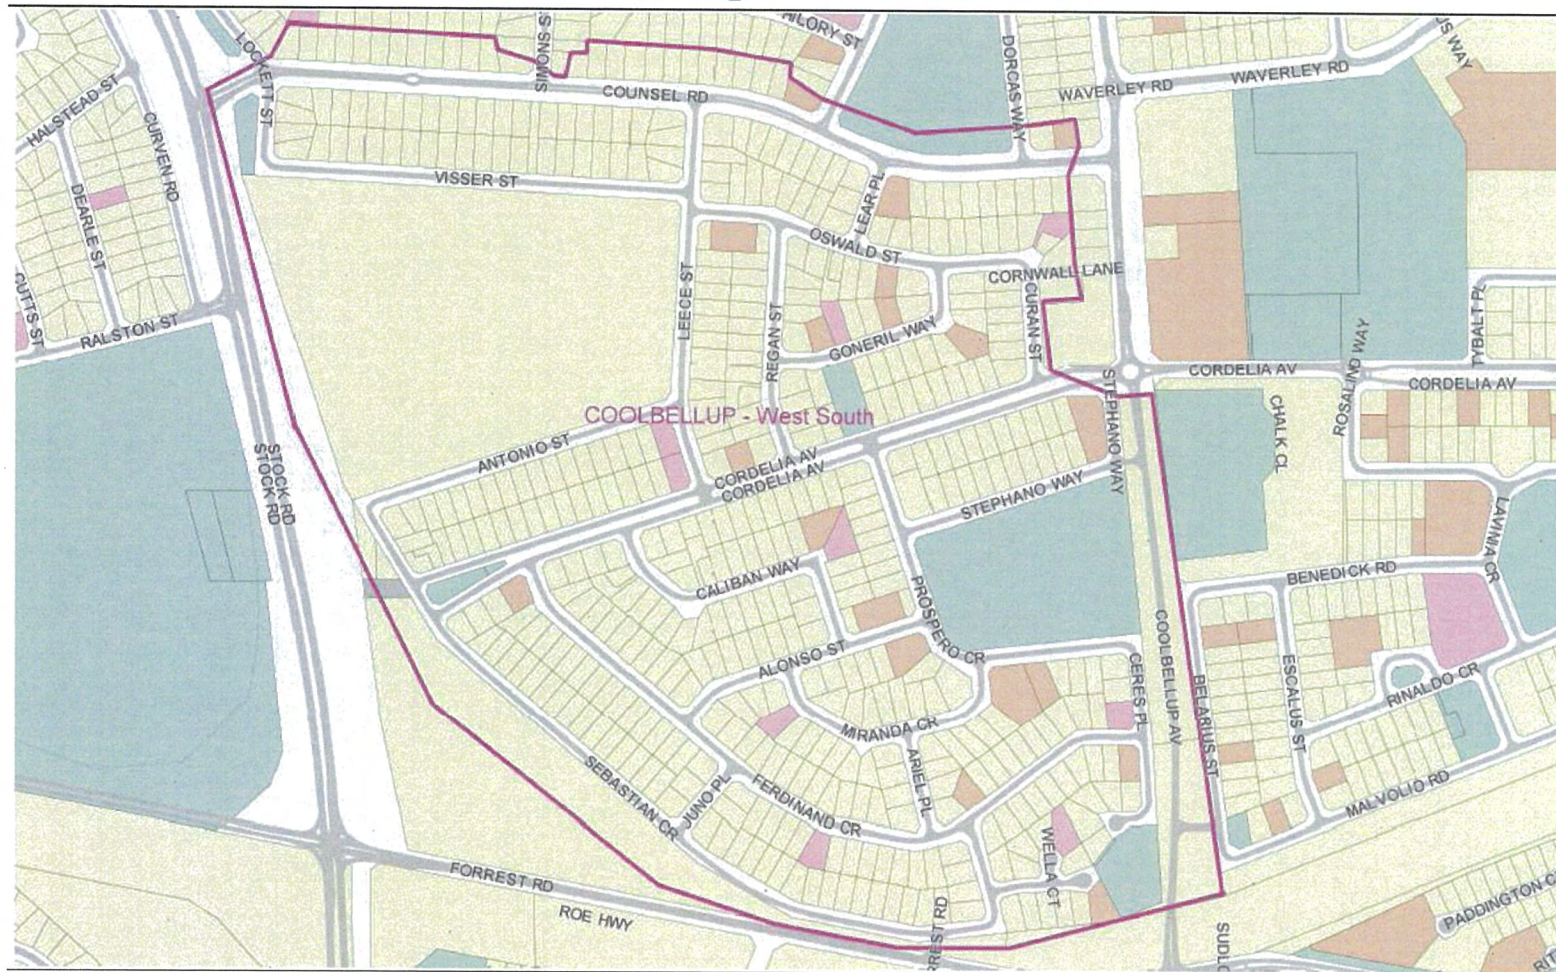 HILORY ST
LOCKETT ST
SIMONS S
DORCAS WAY
US WAY
WAVERLEY RD
WAVERLEY RD
HALSTEAD ST
COUNSEL RD
CURVEN RD
VISSER ST
DEARLE ST
LEAR PL
OSWALD ST
CORNWALL LANE
CUTTS ST
RALSTON ST
LEECE ST
REGAN ST
GONERIL WAY
CURAN ST
TYBALT PL
ROSALIND WAY
CORDELIA AV
CORDELIA AV
COOLBELLUP - West South
STEPHANO WAY
CHALK CL
ANTONIO ST
CORDELIA AV
CORDELIA AV
STOCK RD
STOCK RD
STEPHANO WAY
LAVINIA CR
CALIBAN WAY
BENEDICK RD
PROSPERO CR
COOLBELLUP AV
ALONSO ST
CERES PL
BELARIUS ST
ESCALUS ST
RINALDO CR
MIRANDA CR
SEBASTIAN CR
JUNO PL
FERDINAND CR
ARIEL PL
MALVOLIO RD
WELLA CT
FORREST RD
ROE HWY
RREST RD
SUDLO
PADDINGTON C
RIT